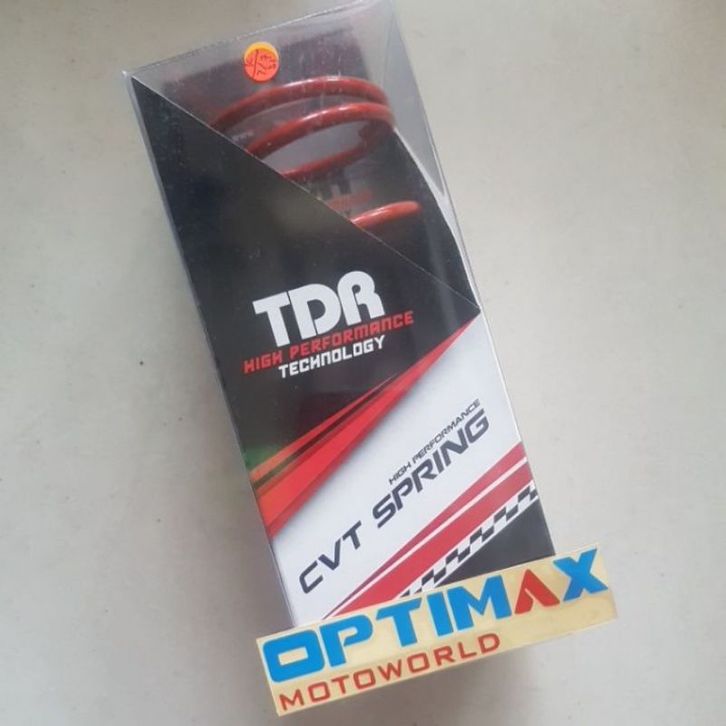 TDR
HIGH PERFORMANCE
TECHNOLOGY
HIGH PERFORMANCE
CVT SPRING
OPTIMAX
MOTOWORLD